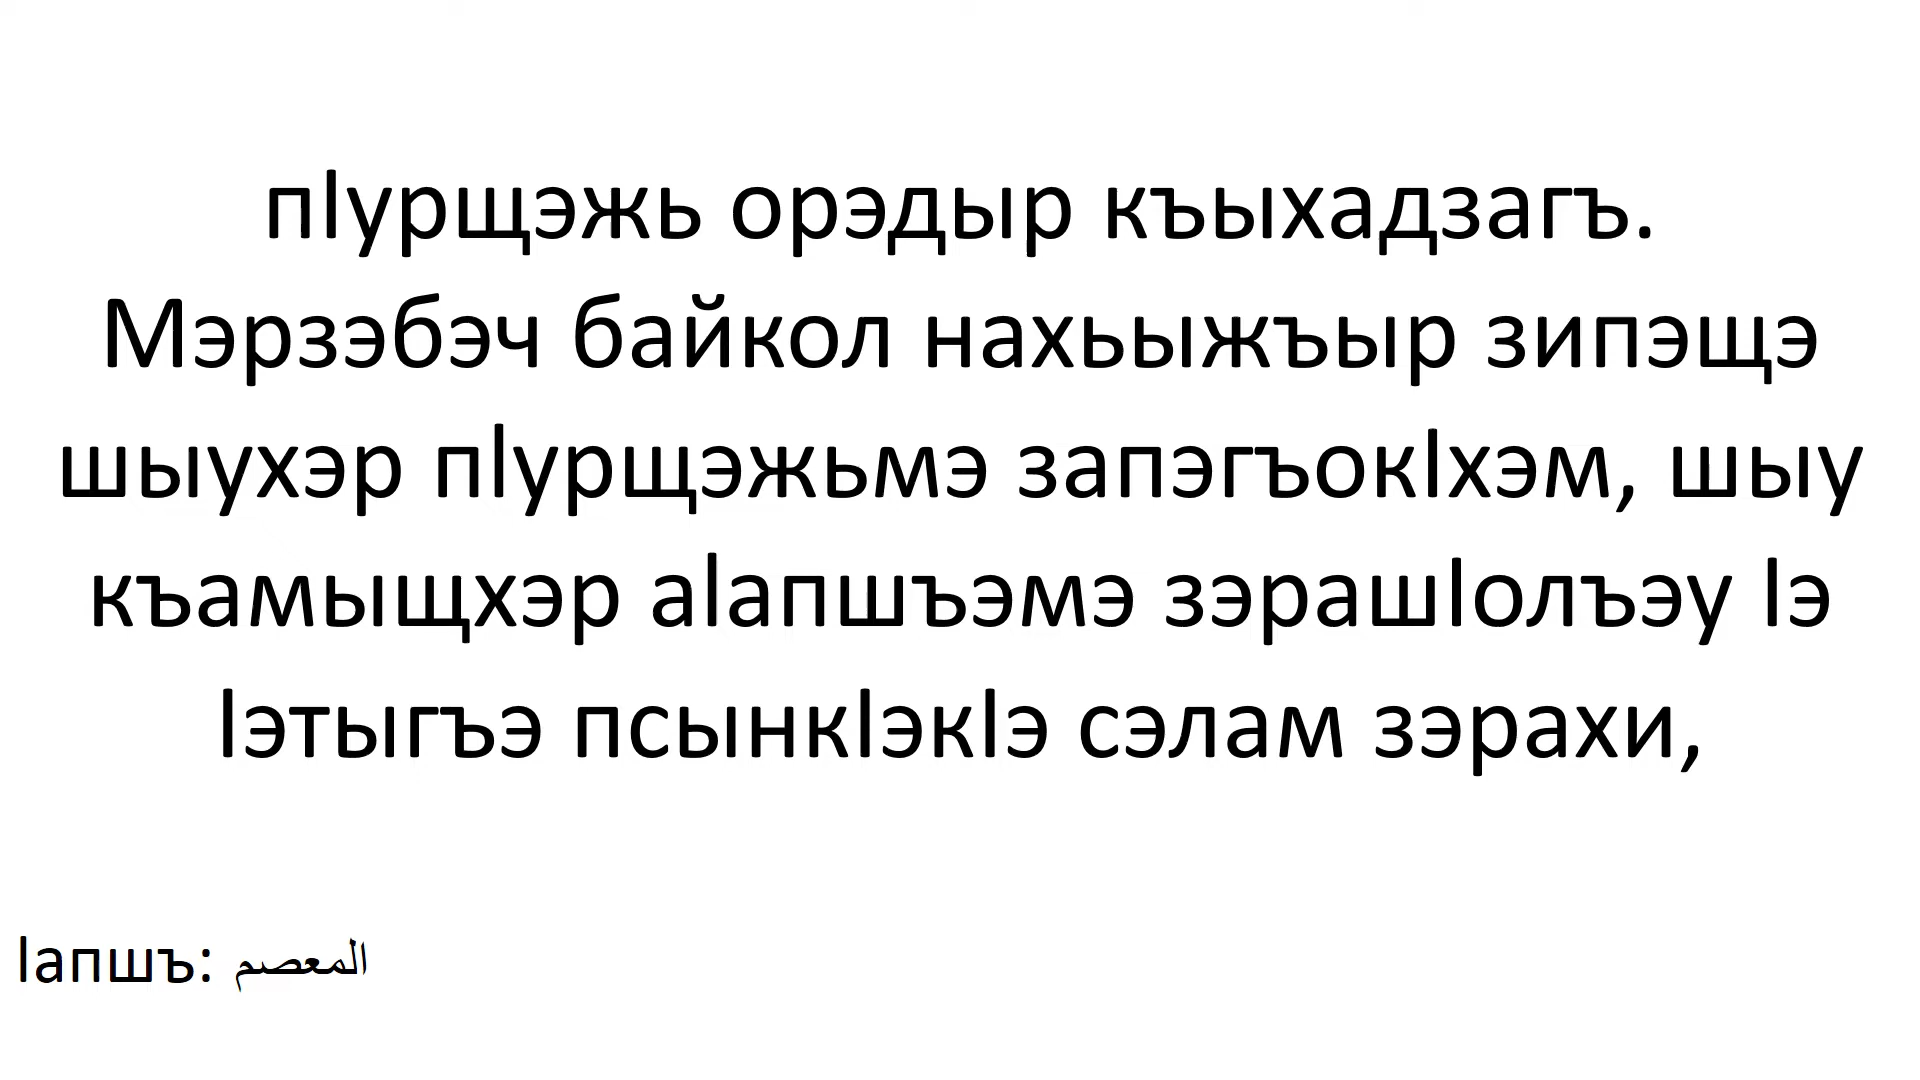 пӏурщэжь орэдыр къыхадзагъ.
Мэрзэбэч байкол нахьыжъыр зипэщэ
шыухэр пӏурщэжьмэ запэгъокӏхэм, шыу
къамыщхэр аӏапшъэмэ зэрашӏолъэу ӏэ
ӏэтыгъэ псынкӏэкӏэ сэлам зэрахи,
ӏапшъ: المعصم